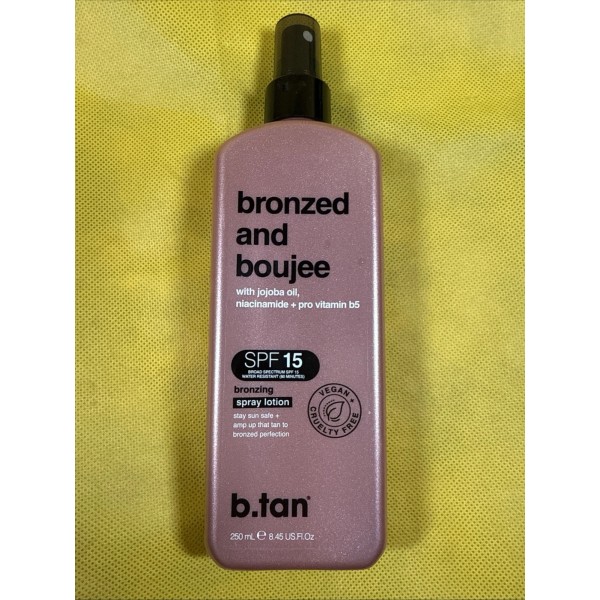 bronzed
and
boujee
with jojoba oil,
niacinamide + pro vitamin b5
SPF 15
BROAD SPECTRUM SPF 15
WATER RESISTANT (80 MINUTES)
bronzing
spray lotion
stay sun safe +
amp up that tan to
bronzed perfection
VEGAN +
CRUELTY FREE
b.tan®
250 mL ℮ 8.45 US.Fl.Oz